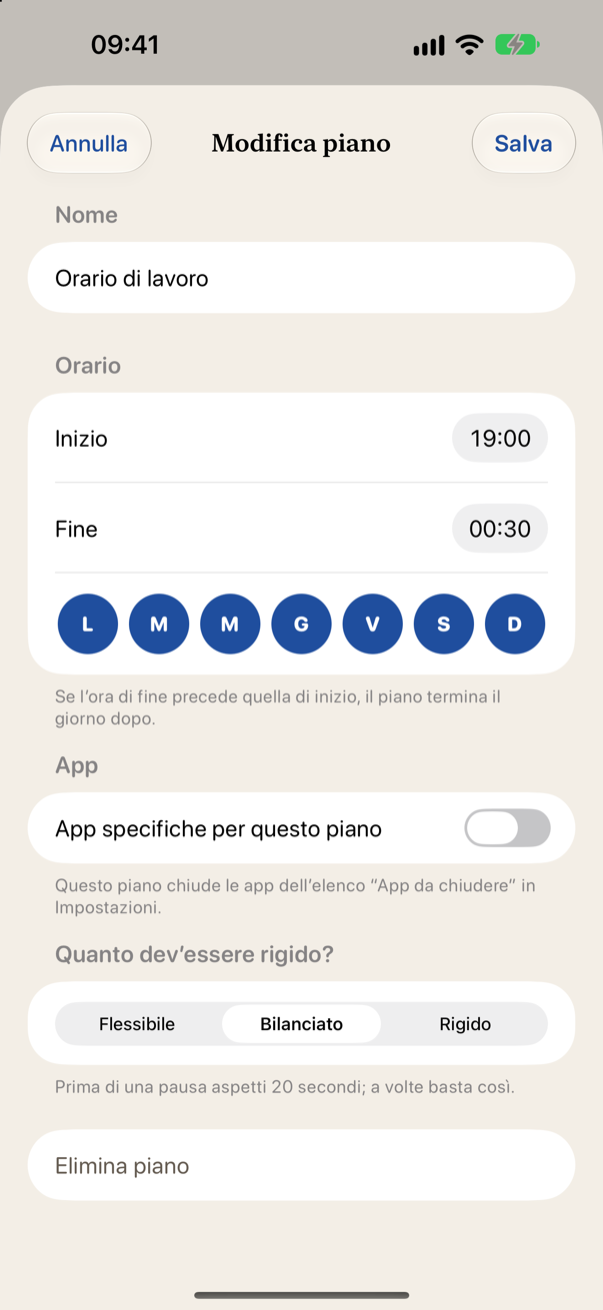 09:41
Annulla
Modifica piano
Salva
Nome
Orario di lavoro
Orario
Inizio
19:00
Fine
00:30
L M M G V S D
Se l’ora di fine precede quella di inizio, il piano termina il
giorno dopo.
App
App specifiche per questo piano
Questo piano chiude le app dell’elenco “App da chiudere” in
Impostazioni.
Quanto dev’essere rigido?
Flessibile
Bilanciato
Rigido
Prima di una pausa aspetti 20 secondi; a volte basta così.
Elimina piano